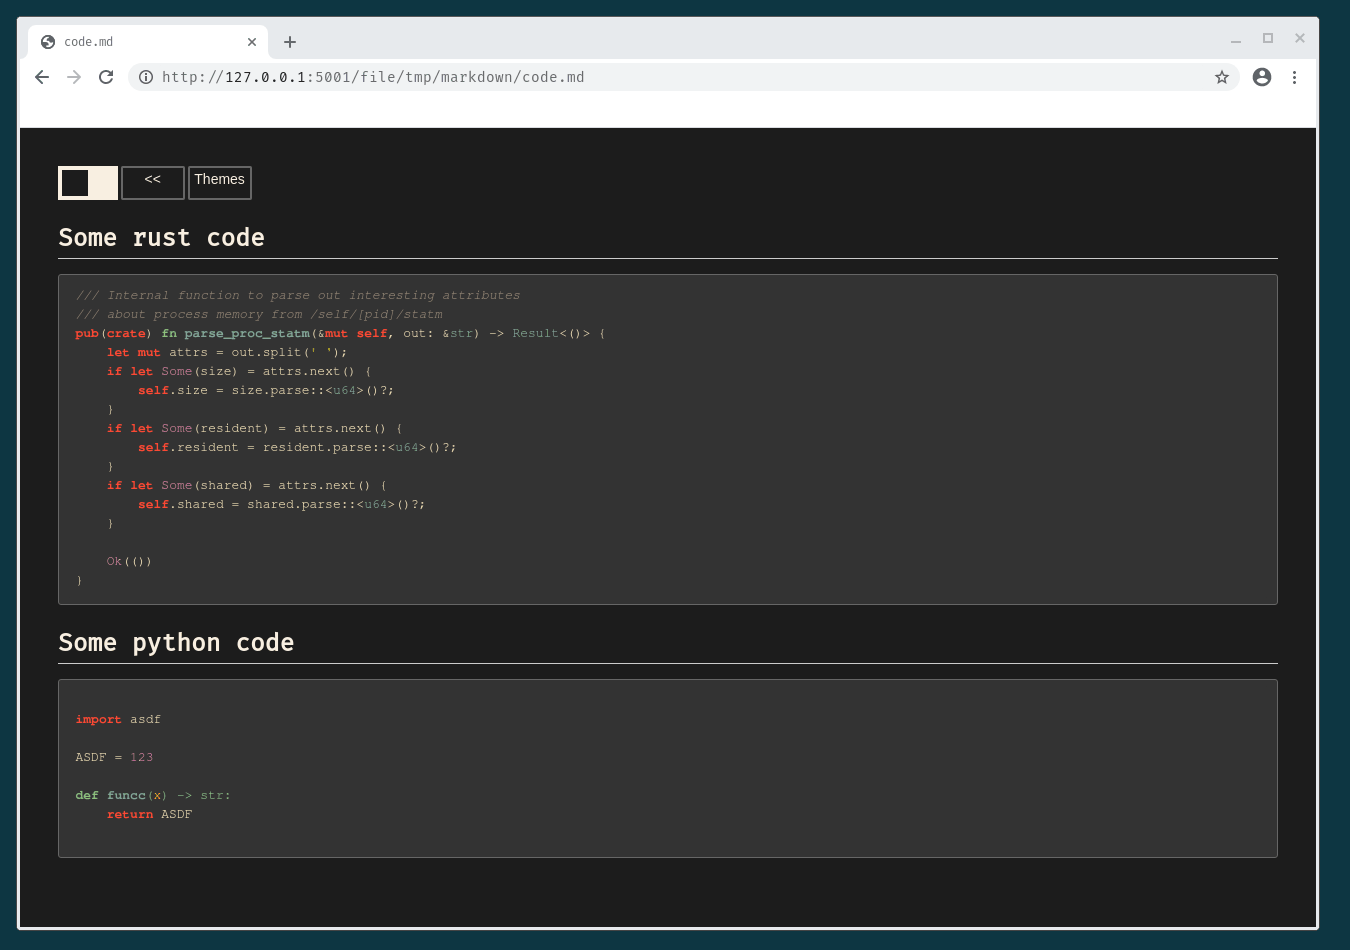 code.md
http://127.0.0.1:5001/file/tmp/markdown/code.md
<< Themes
Some rust code
/// Internal function to parse out interesting attributes
/// about process memory from /self/[pid]/statm
pub(crate) fn parse_proc_statm(&mut self, out: &str) -> Result<()> {
    let mut attrs = out.split(' ');
    if let Some(size) = attrs.next() {
        self.size = size.parse::<u64>()?;
    }
    if let Some(resident) = attrs.next() {
        self.resident = resident.parse::<u64>()?;
    }
    if let Some(shared) = attrs.next() {
        self.shared = shared.parse::<u64>()?;
    }

    Ok(())
}
Some python code
import asdf

ASDF = 123

def funcc(x) -> str:
    return ASDF